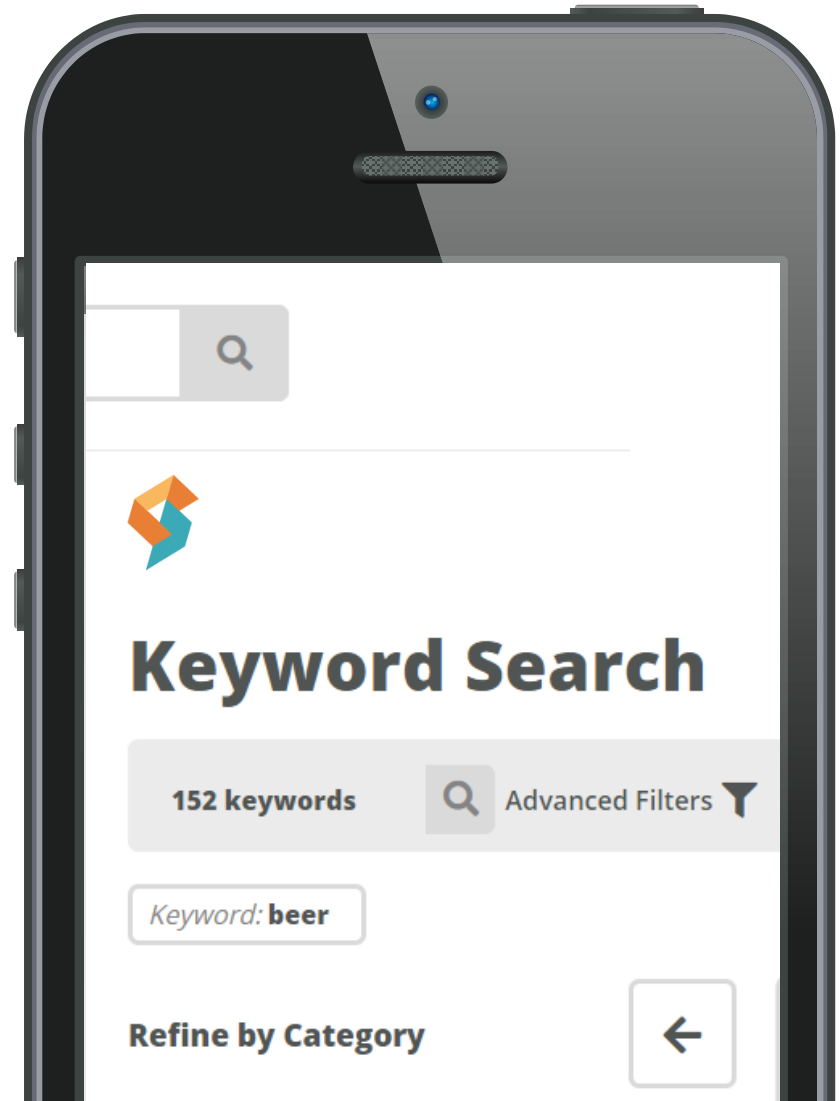 Keyword Search
152 keywords
Advanced Filters
Keyword: beer
Refine by Category